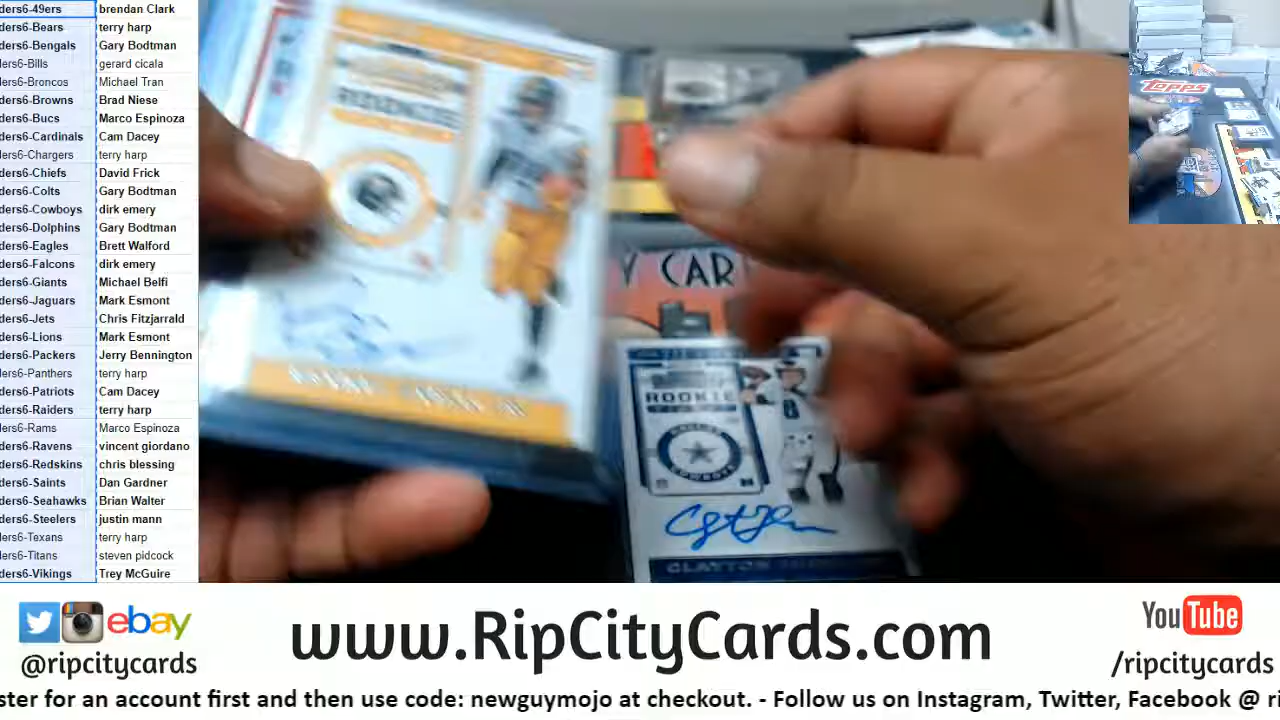 ders6-49ers brendan Clark
ders6-Bears terry harp
ders6-Bengals Gary Bodtman
ders6-Bills gerard cicala
ders6-Broncos Michael Tran
ders6-Browns Brad Niese
ders6-Bucs Marco Espinoza
ders6-Cardinals Cam Dacey
ders6-Chargers terry harp
ders6-Chiefs David Frick
ders6-Colts Gary Bodtman
ders6-Cowboys dirk emery
ders6-Dolphins Gary Bodtman
ders6-Eagles Brett Walford
ders6-Falcons dirk emery
ders6-Giants Michael Belfi
ders6-Jaguars Mark Esmont
ders6-Jets Chris Fitzjarrald
ders6-Lions Mark Esmont
ders6-Packers Jerry Bennington
ders6-Panthers terry harp
ders6-Patriots Cam Dacey
ders6-Raiders terry harp
ders6-Rams Marco Espinoza
ders6-Ravens vincent giordano
ders6-Redskins chris blessing
ders6-Saints Dan Gardner
ders6-Seahawks Brian Walter
ders6-Steelers justin mann
ders6-Texans terry harp
ders6-Titans steven pidcock
ders6-Vikings Trey McGuire
ROOKIE
Y CAR
ROOKIE
CLAYTON
Topps
ebay
@ripcitycards
www.RipCityCards.com
YouTube
/ripcitycards
ster for an account first and then use code: newguymojo at checkout. - Follow us on Instagram, Twitter, Facebook @ ri